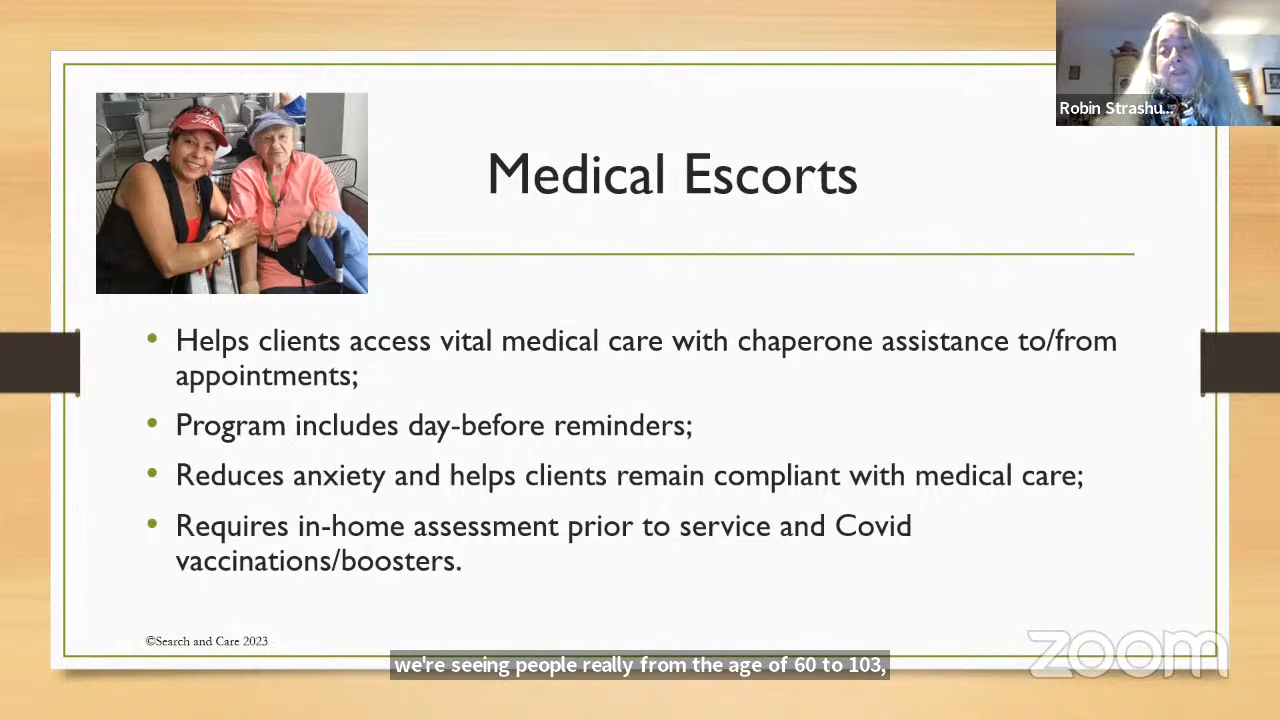 Robin Strashu...
Medical Escorts
• Helps clients access vital medical care with chaperone assistance to/from
appointments;
• Program includes day-before reminders;
• Reduces anxiety and helps clients remain compliant with medical care;
• Requires in-home assessment prior to service and Covid
vaccinations/boosters.
©Search and Care 2023
we're seeing people really from the age of 60 to 103,
zoom